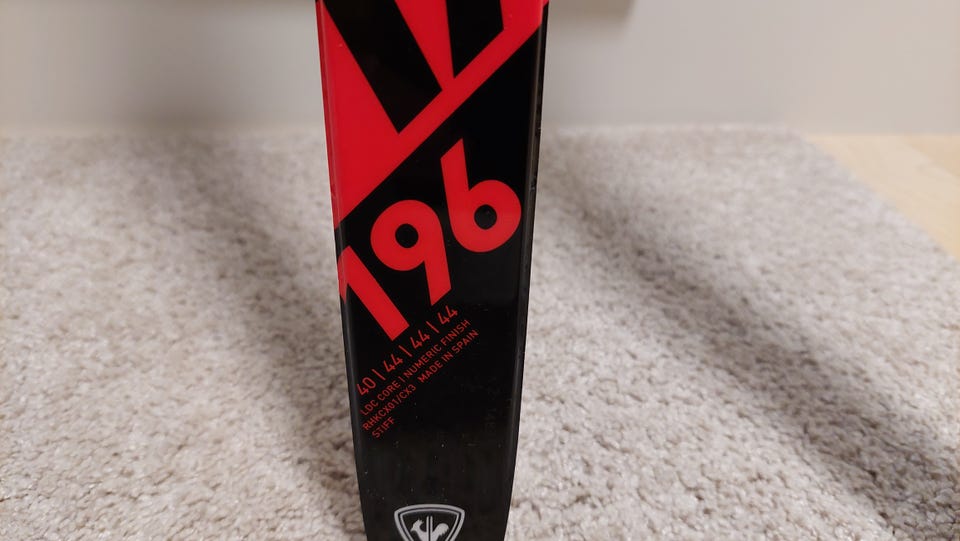 196
40 | 44 | 44 | 44
LDC CORE | NUMERIC FINISH
RHKCX01/CX3 MADE IN SPAIN
STIFF